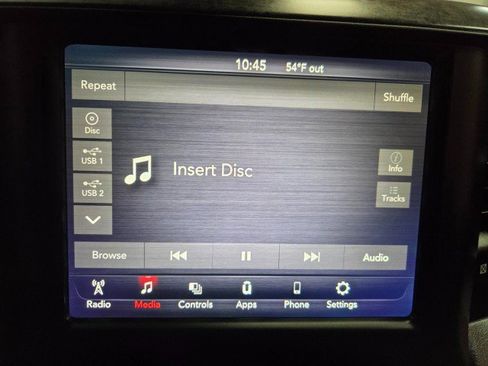 10:45 54°F out
Repeat
Shuffle
Disc
USB 1
Insert Disc
Info
USB 2
Tracks
Browse
Audio
Radio Media Controls Apps Phone Settings